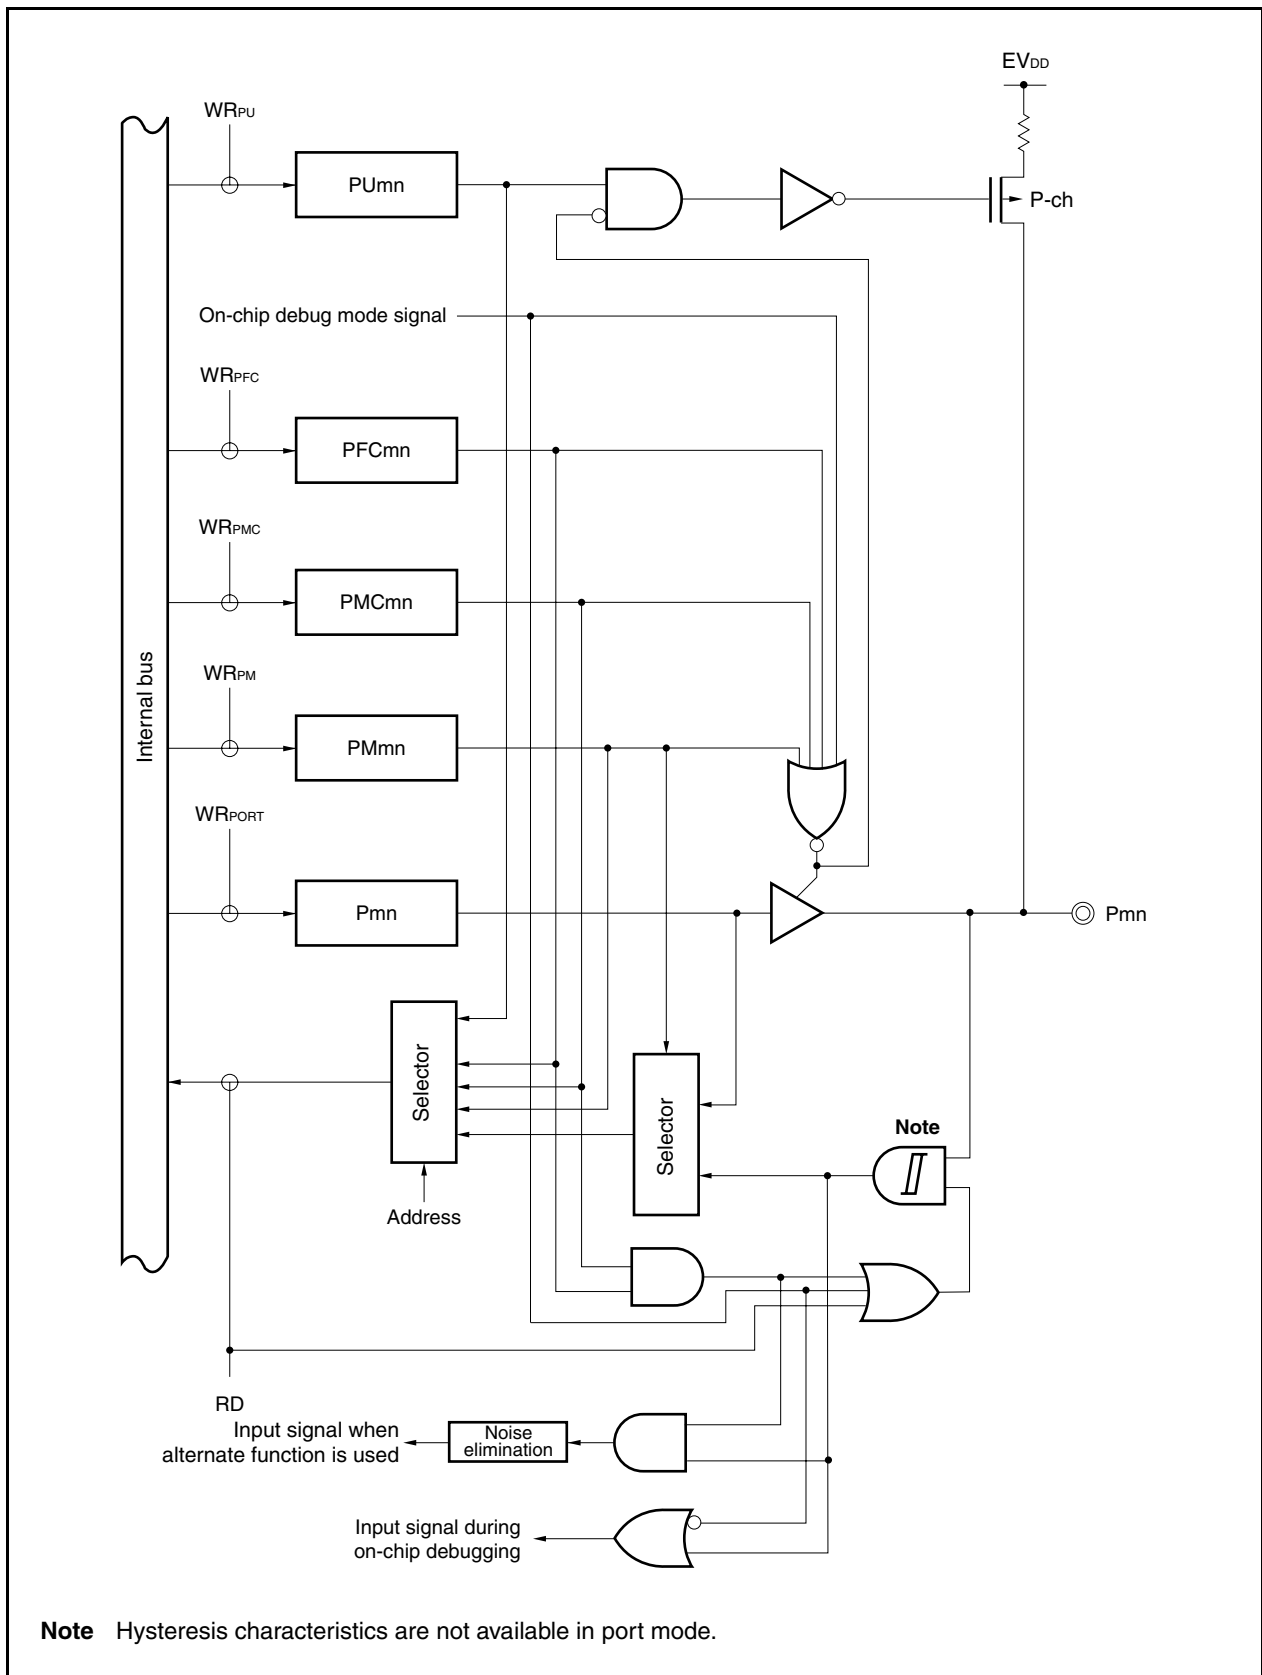 EVDD
WRPU
PUmn
P-ch
On-chip debug mode signal
WRPFC
PFCmn
WRPMC
PMCmn
Internal bus
WRPM
PMmn
WRPORT
Pmn
Pmn
Selector
Selector
Note
Address
RD
Input signal when
alternate function is used
Noise
elimination
Input signal during
on-chip debugging
Note Hysteresis characteristics are not available in port mode.